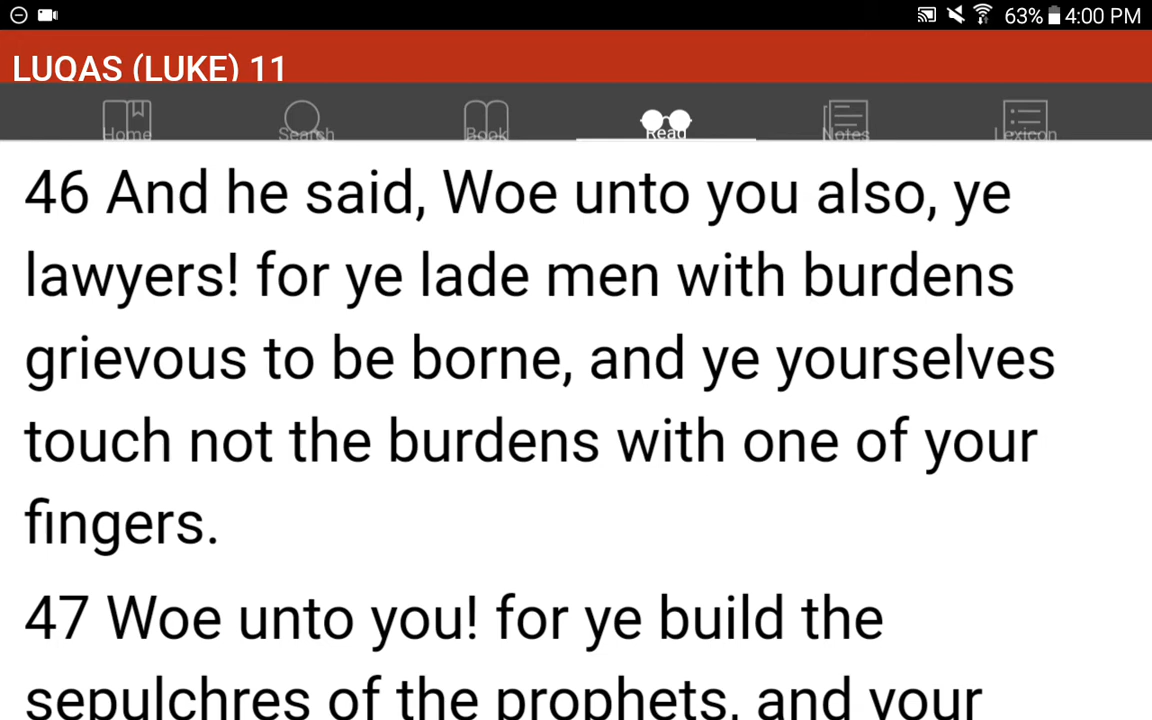 63% 4:00 PM
LUQAS (LUKE) 11
Home Search Book Read Notes Lexicon
46 And he said, Woe unto you also, ye
lawyers! for ye lade men with burdens
grievous to be borne, and ye yourselves
touch not the burdens with one of your
fingers.
47 Woe unto you! for ye build the
sepulchres of the prophets, and your